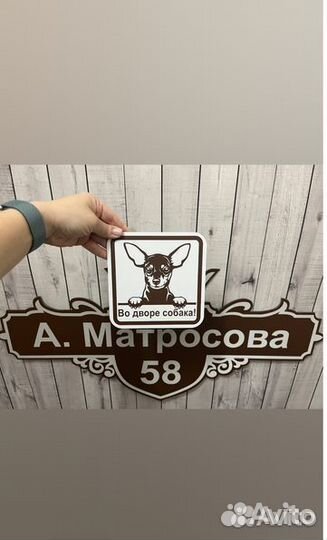 Во дворе собака!
А. Матросова
58
Avito